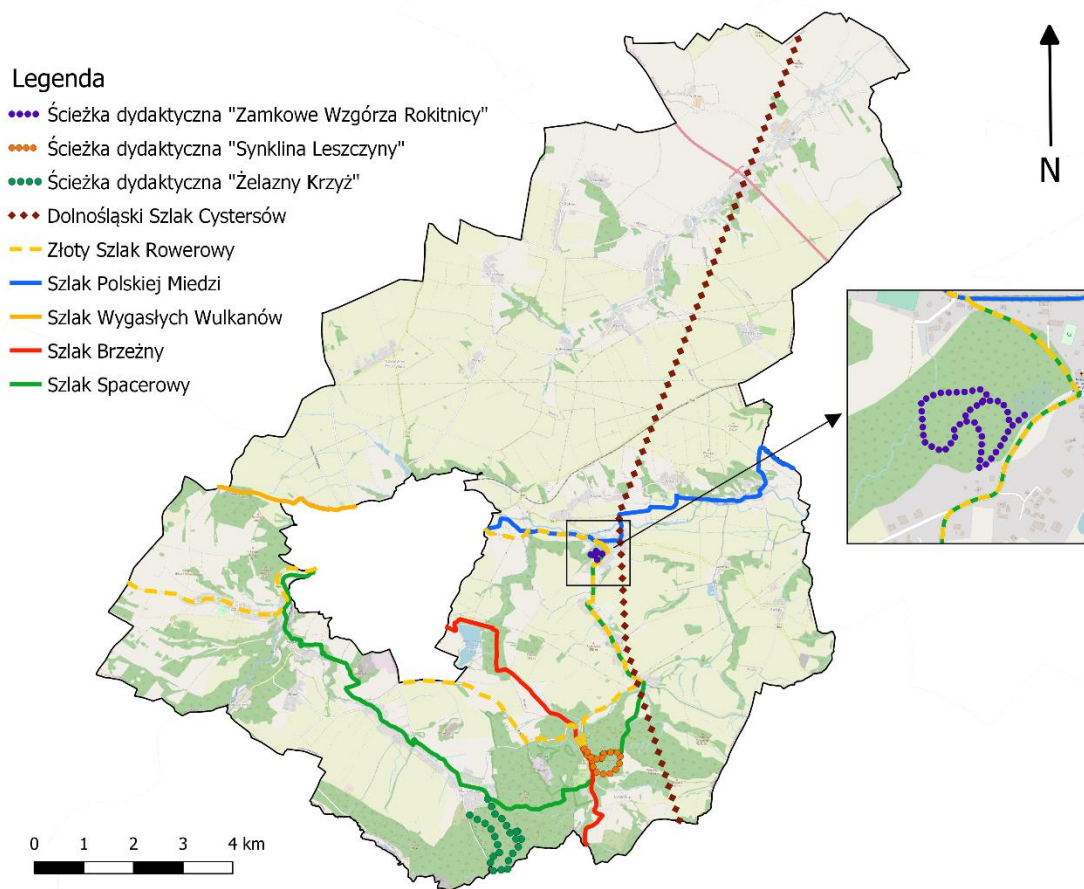 Legenda
Ścieżka dydaktyczna "Zamkowe Wzgórza Rokitnicy"
Ścieżka dydaktyczna "Synklina Leszczyny"
Ścieżka dydaktyczna "Żelazny Krzyż"
Dolnośląski Szlak Cystersów
Złoty Szlak Rowerowy
Szlak Polskiej Miedzi
Szlak Wygasłych Wulkanów
Szlak Brzeżny
Szlak Spacerowy
N
0 1 2 3 4 km